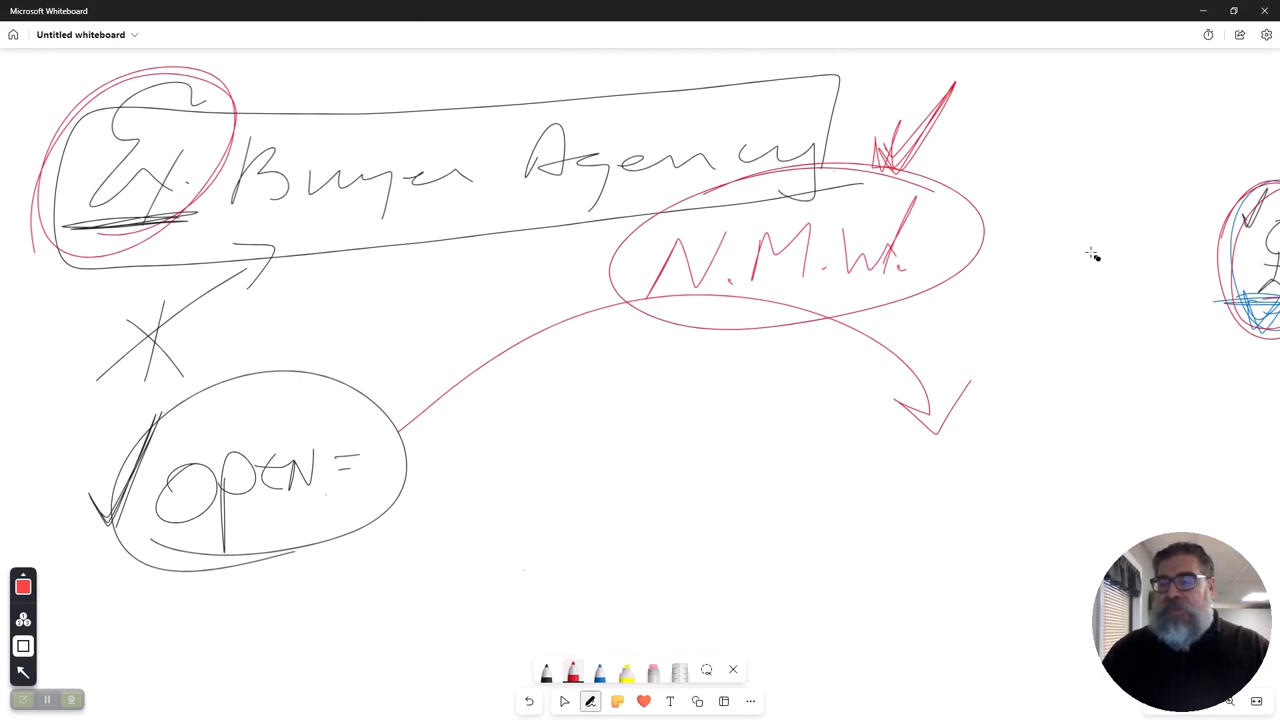 Microsoft Whiteboard
Untitled whiteboard
Ex. Buyer Agency
N.M.W.
OPEN =
T